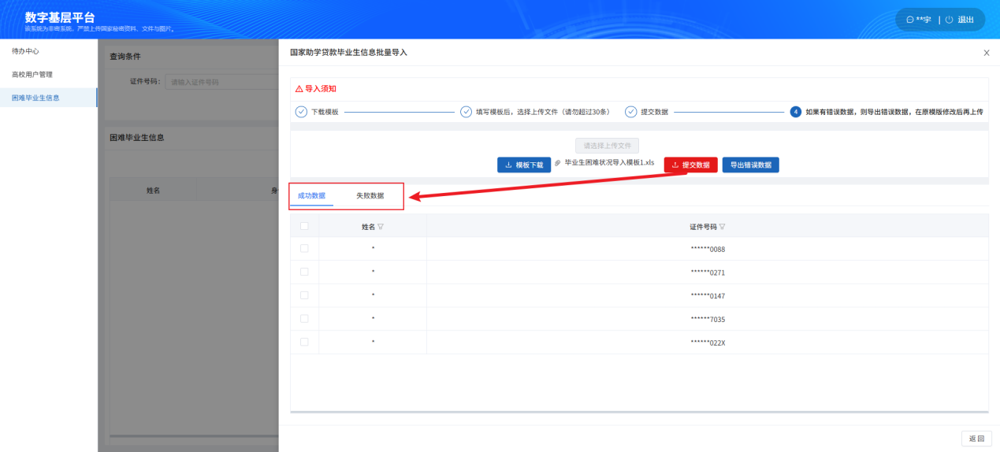 数字基层平台
该系统为非密系统，严禁上传国家秘密资料、文件与图片。
**宇 | 退出
待办中心
高校用户管理
困难毕业生信息
查询条件
证件号码： 请输入证件号码
困难毕业生信息
姓名 身
国家助学贷款毕业生信息批量导入 X
导入须知
下载模板 填写模板后，选择上传文件（请勿超过30条） 提交数据 4 如果有错误数据，则导出错误数据，在原模版修改后再上传
请选择上传文件
模板下载 毕业生困难状况导入模板1.xls 提交数据 导出错误数据
成功数据 失败数据
姓名 证件号码
* ******0088
* ******0271
* ******0147
* ******7035
* ******022X
返回